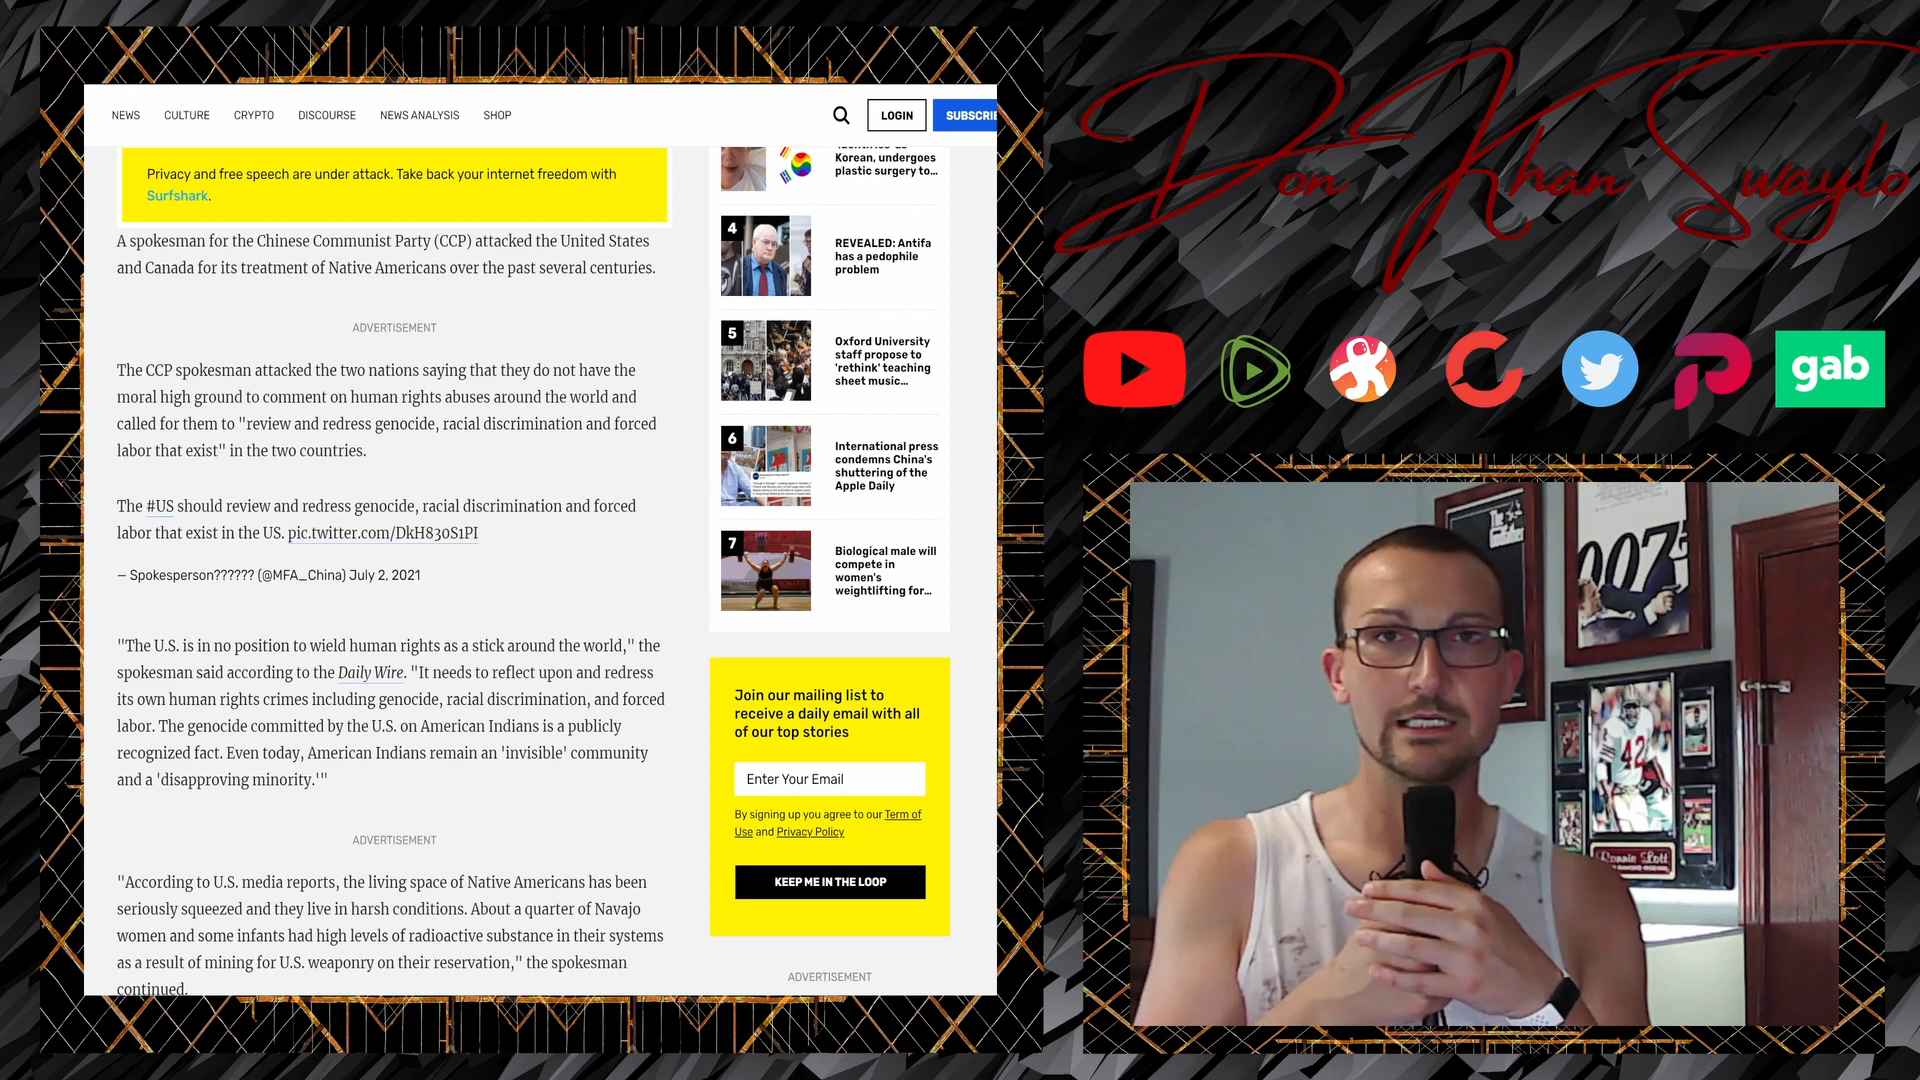 NEWS CULTURE CRYPTO DISCOURSE NEWS ANALYSIS SHOP LOGIN SUBSCRIE
Privacy and free speech are under attack. Take back your internet freedom with
Surfshark.
A spokesman for the Chinese Communist Party (CCP) attacked the United States
and Canada for its treatment of Native Americans over the past several centuries.
ADVERTISEMENT
The CCP spokesman attacked the two nations saying that they do not have the
moral high ground to comment on human rights abuses around the world and
called for them to "review and redress genocide, racial discrimination and forced
labor that exist" in the two countries.
The #US should review and redress genocide, racial discrimination and forced
labor that exist in the US. pic.twitter.com/DkH830S1PI
— Spokesperson?????? (@MFA_China) July 2, 2021
"The U.S. is in no position to wield human rights as a stick around the world," the
spokesman said according to the Daily Wire. "It needs to reflect upon and redress
its own human rights crimes including genocide, racial discrimination, and forced
labor. The genocide committed by the U.S. on American Indians is a publicly
recognized fact. Even today, American Indians remain an 'invisible' community
and a 'disapproving minority.'"
ADVERTISEMENT
"According to U.S. media reports, the living space of Native Americans has been
seriously squeezed and they live in harsh conditions. About a quarter of Navajo
women and some infants had high levels of radioactive substance in their systems
as a result of mining for U.S. weaponry on their reservation," the spokesman
continued.
Korean, undergoes
plastic surgery to...
4
REVEALED: Antifa
has a pedophile
problem
5
Oxford University
staff propose to
'rethink' teaching
sheet music...
6
International press
condemns China's
shuttering of the
Apple Daily
7
Biological male will
compete in
women's
weightlifting for...
Join our mailing list to
receive a daily email with all
of our top stories
Enter Your Email
By signing up you agree to our Term of
Use and Privacy Policy
KEEP ME IN THE LOOP
ADVERTISEMENT
Don Khan Swaylo
gab
The
007
42
Ronnie Lott